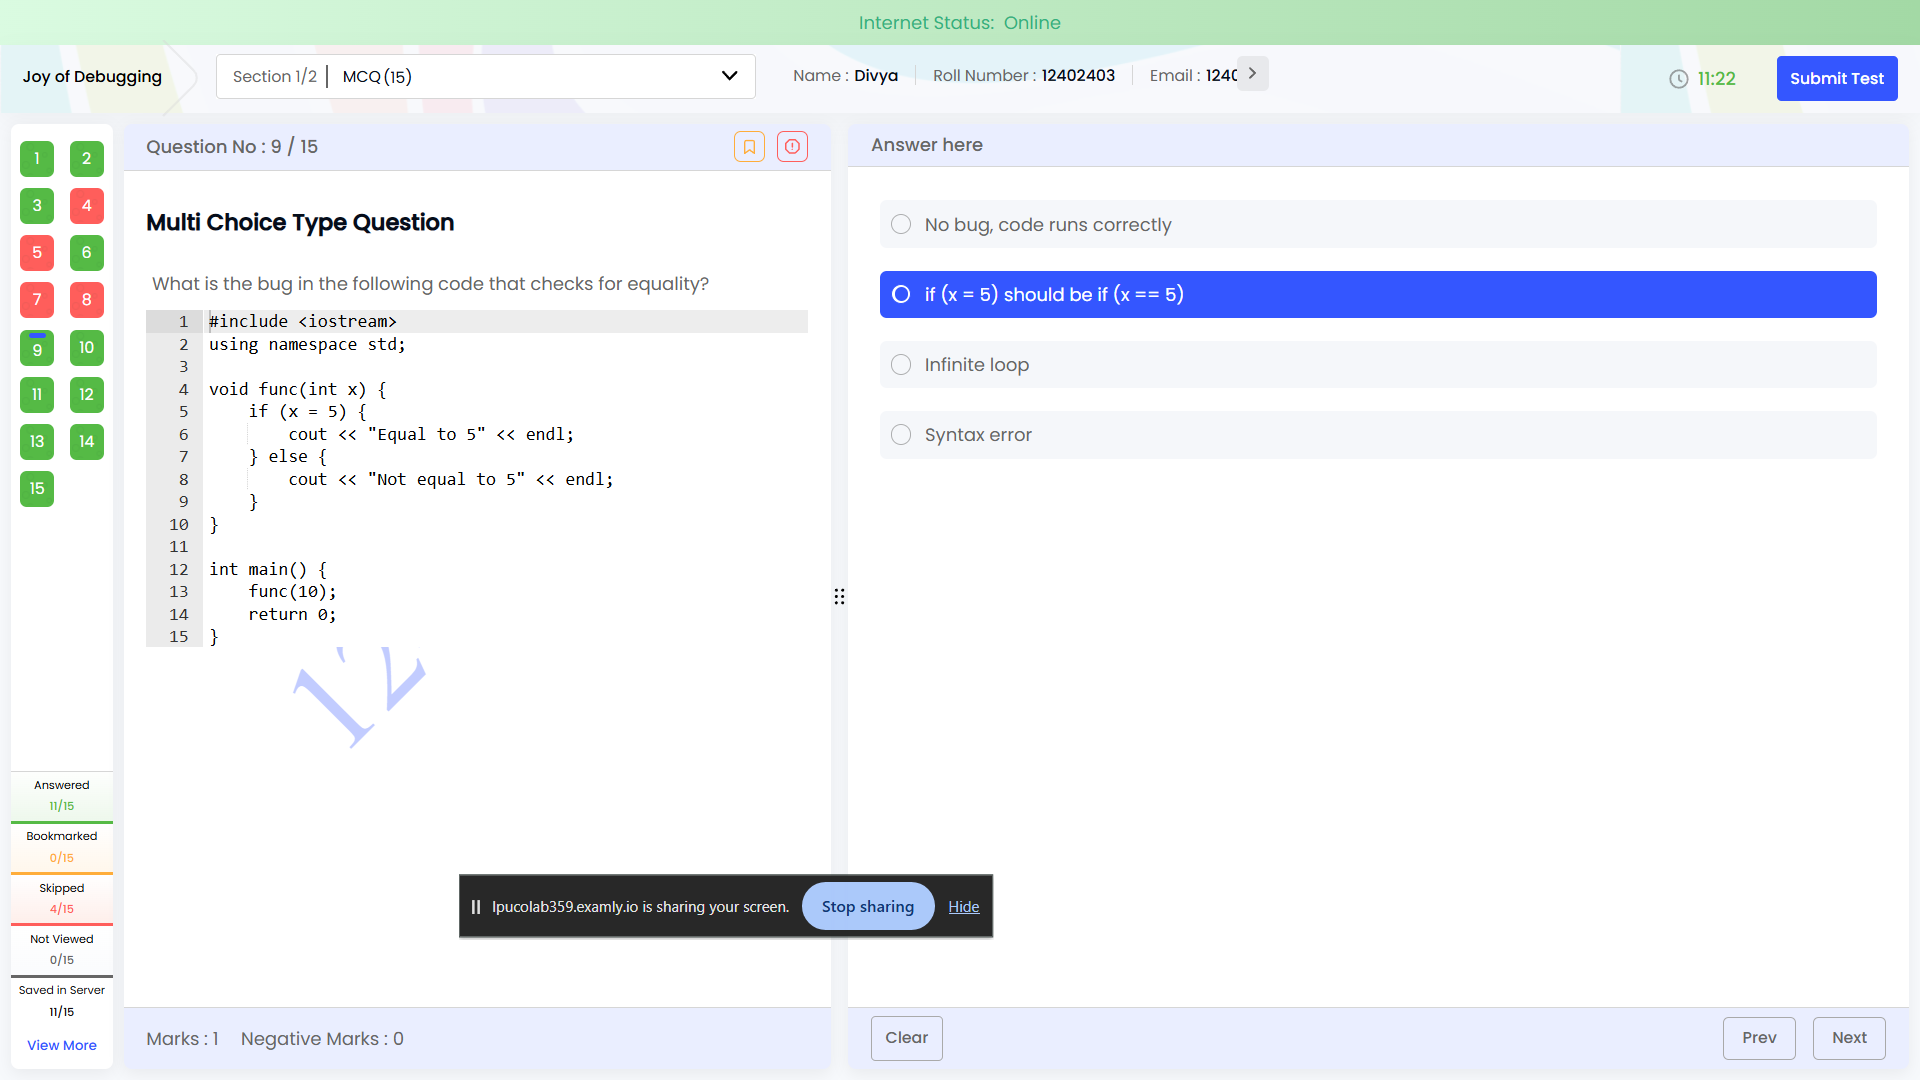 Internet Status: Online
Joy of Debugging
Section 1/2 | MCQ (15)
Name : Divya
Roll Number : 12402403
Email : 1240
11:22
Submit Test
1 2
3 4
5 6
7 8
9 10
11 12
13 14
15
Answered
11/15
Bookmarked
0/15
Skipped
4/15
Not Viewed
0/15
Saved in Server
11/15
View More
Question No : 9 / 15
Multi Choice Type Question
What is the bug in the following code that checks for equality?
1 #include <iostream>
2 using namespace std;
3
4 void func(int x) {
5     if (x = 5) {
6         cout << "Equal to 5" << endl;
7     } else {
8         cout << "Not equal to 5" << endl;
9     }
10 }
11
12 int main() {
13     func(10);
14     return 0;
15 }
12
Marks : 1 Negative Marks : 0
Answer here
No bug, code runs correctly
if (x = 5) should be if (x == 5)
Infinite loop
Syntax error
lpucolab359.examly.io is sharing your screen.
Stop sharing
Hide
Clear
Prev
Next